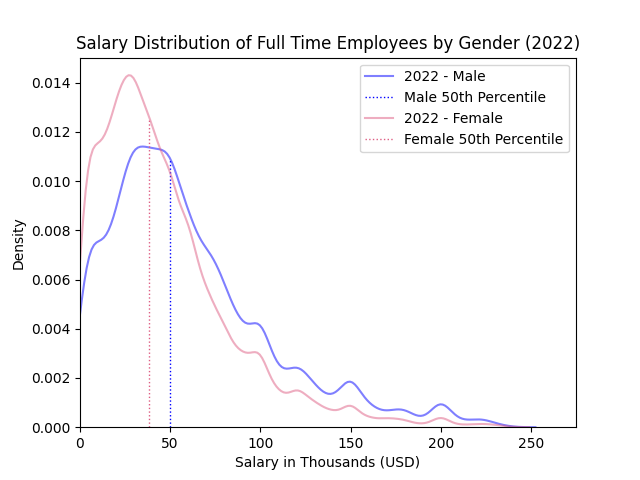 Salary Distribution of Full Time Employees by Gender (2022)
2022 - Male
Male 50th Percentile
2022 - Female
Female 50th Percentile
Density
0.014
0.012
0.010
0.008
0.006
0.004
0.002
0.000
0 50 100 150 200 250
Salary in Thousands (USD)